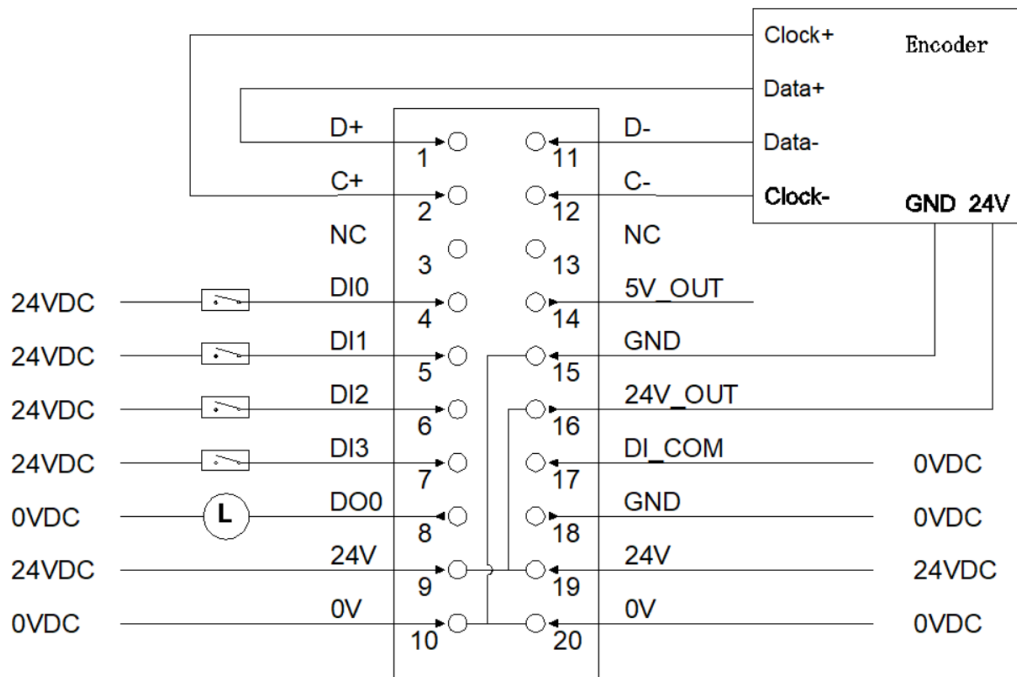 Clock+
Encoder
Data+
D+
D-
Data-
1
11
C+
C-
Clock-
GND 24V
2
12
NC
NC
3
13
24VDC
DI0
5V_OUT
4
14
24VDC
DI1
GND
5
15
24VDC
DI2
24V_OUT
6
16
24VDC
DI3
DI_COM
0VDC
7
17
0VDC
L
DO0
GND
0VDC
8
18
24VDC
24V
24V
24VDC
9
19
0VDC
0V
0V
0VDC
10
20